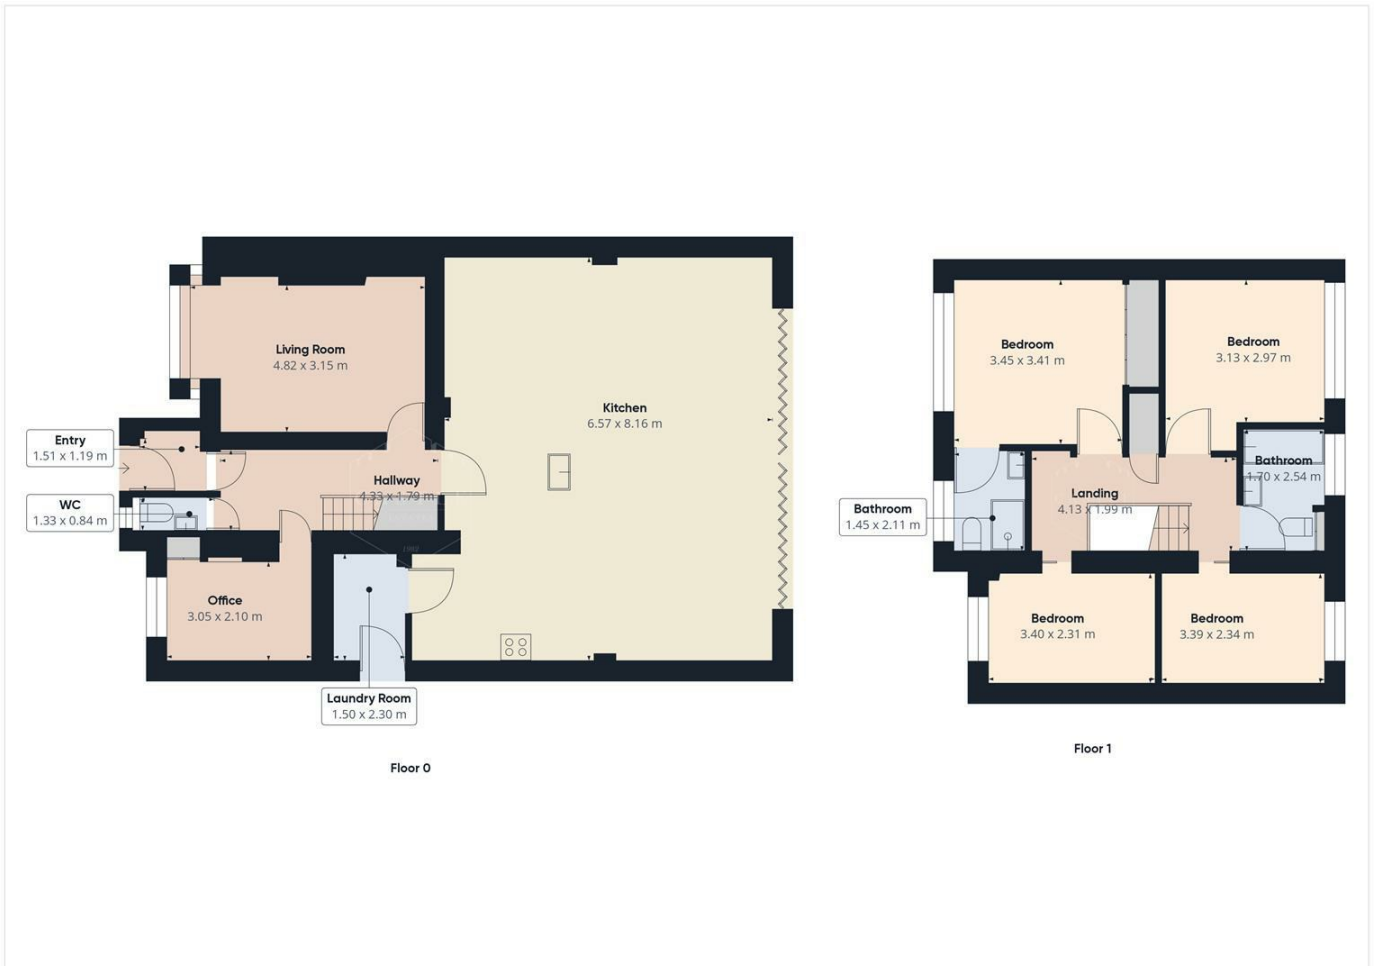 Living Room
4.82 x 3.15 m
Kitchen
6.57 x 8.16 m
Entry
1.51 x 1.19 m
Hallway
4.33 x 1.79 m
WC
1.33 x 0.84 m
Office
3.05 x 2.10 m
Laundry Room
1.50 x 2.30 m
Floor 0
Bedroom
3.45 x 3.41 m
Bedroom
3.13 x 2.97 m
Bathroom
1.70 x 2.54 m
Landing
4.13 x 1.99 m
Bathroom
1.45 x 2.11 m
Bedroom
3.40 x 2.31 m
Bedroom
3.39 x 2.34 m
Floor 1